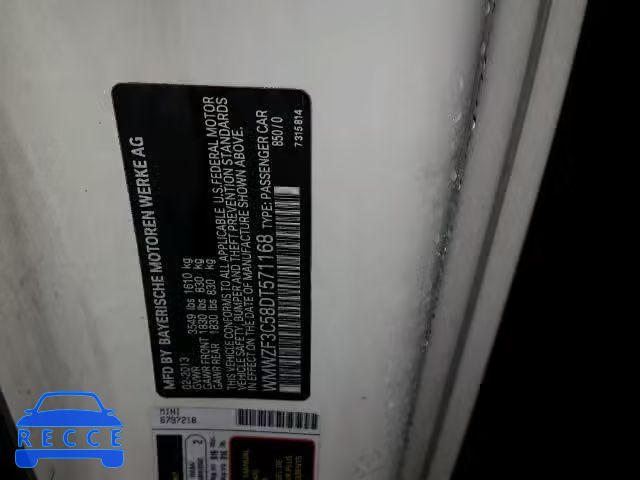 MFD BY BAYERISCHE MOTOREN WERKE AG
02-2013
GVWR 3549 lbs 1610 kg
GAWR FRONT 1830 lbs 830 kg
GAWR REAR 1830 lbs 830 kg
THIS VEHICLE CONFORMS TO ALL APPLICABLE U.S. FEDERAL MOTOR
VEHICLE SAFETY, BUMPER AND THEFT PREVENTION STANDARDS
IN EFFECT ON THE DATE OF MANUFACTURE SHOWN ABOVE.
WMWZF3C58DT571168 TYPE: PASSENGER CAR
850/0
7315814
MINI
6797218
RECCE